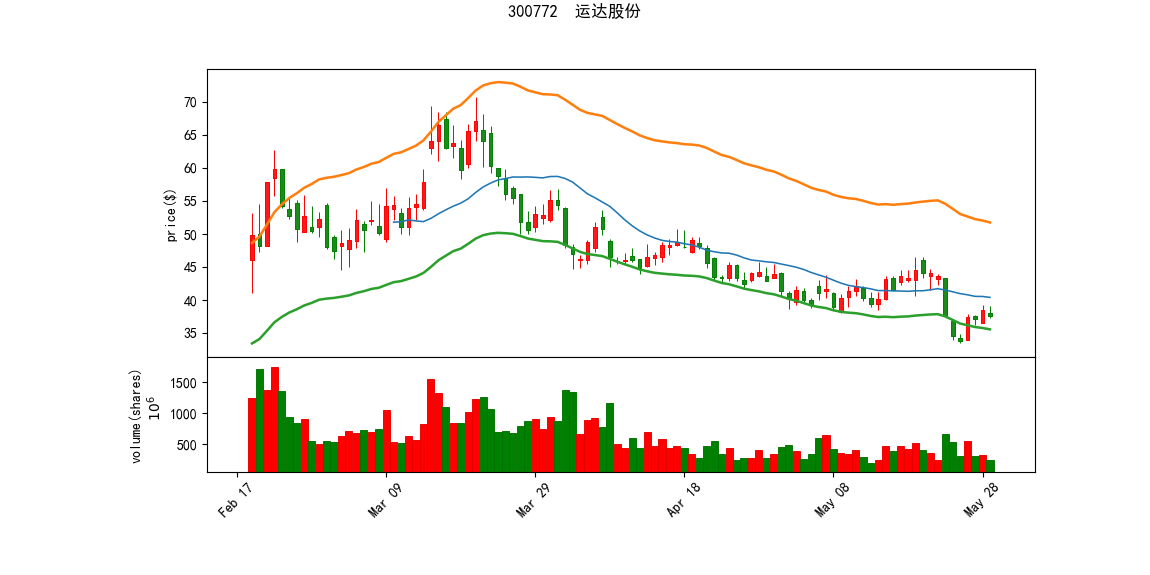 300772 运达股份
price($)
70
65
60
55
50
45
40
35
volume(shares)
10^6
1500
1000
500
Feb 17
Mar 09
Mar 29
Apr 18
May 08
May 28